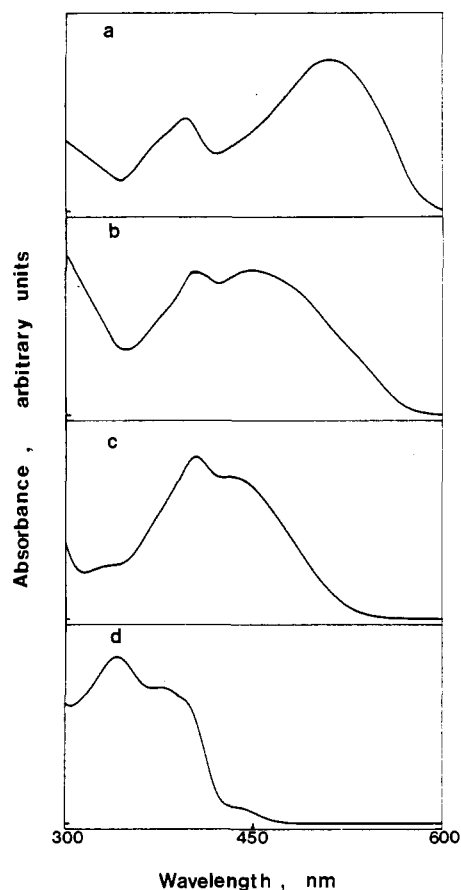 a
b
c
d
Absorbance , arbitrary units
300
450
600
Wavelength , nm